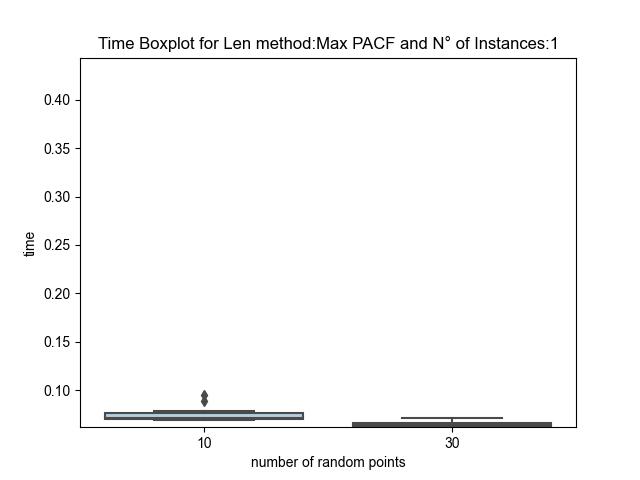 Time Boxplot for Len method:Max PACF and N° of Instances:1
0.40
0.35
0.30
0.25
0.20
0.15
0.10
time
10 30
number of random points